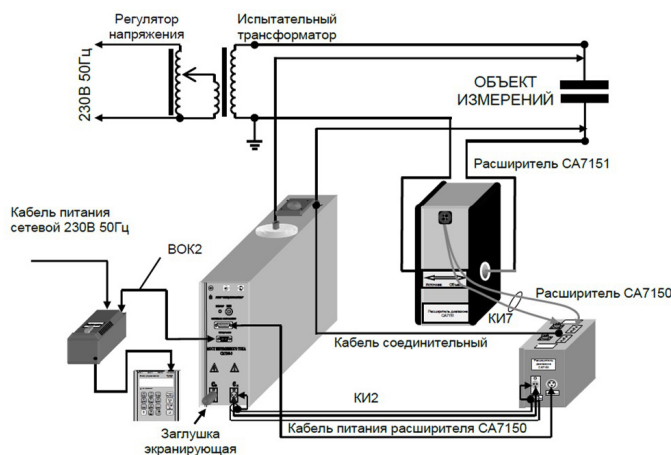 Регулятор
напряжения
Испытательный
трансформатор
230В 50Гц
ОБЪЕКТ
ИЗМЕРЕНИЙ
Расширитель СА7151
Кабель питания
сетевой 230В 50Гц
ВОК2
Расширитель СА7150
КИ7
Кабель соединительный
КИ2
Кабель питания расширителя СА7150
Заглушка
экранирующая